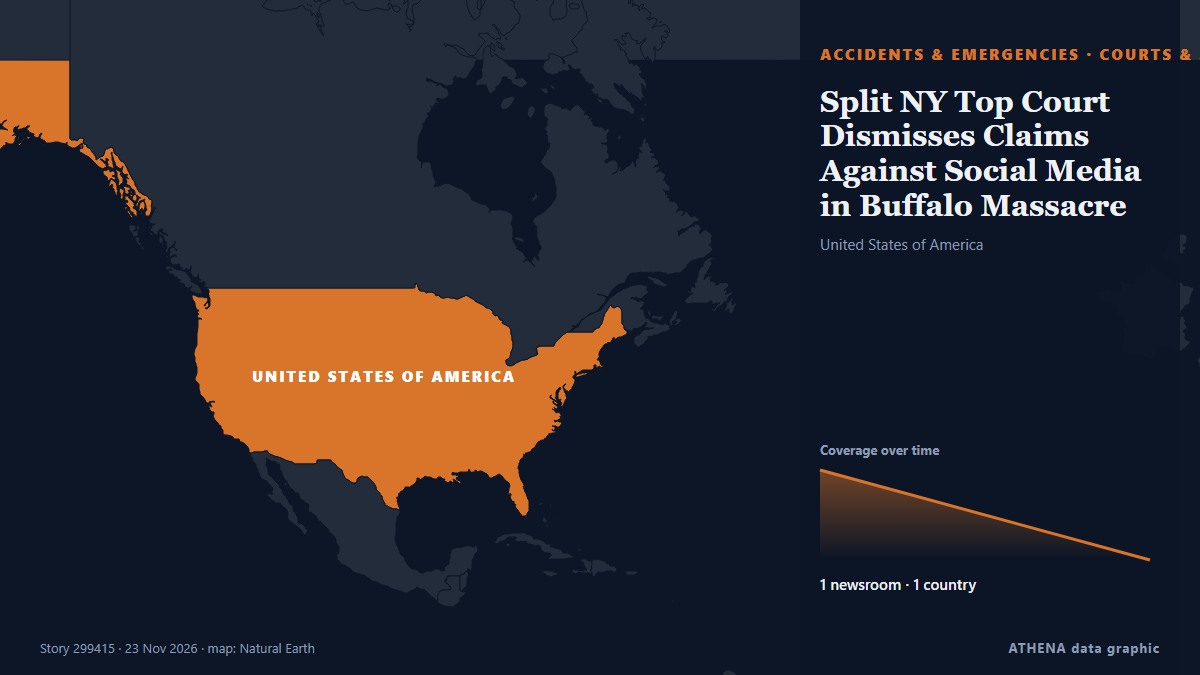 ACCIDENTS & EMERGENCIES · COURTS &
Split NY Top Court
Dismisses Claims
Against Social Media
in Buffalo Massacre
United States of America
UNITED STATES OF AMERICA
Coverage over time
1 newsroom · 1 country
Story 299415 · 23 Nov 2026 · map: Natural Earth
ATHENA data graphic